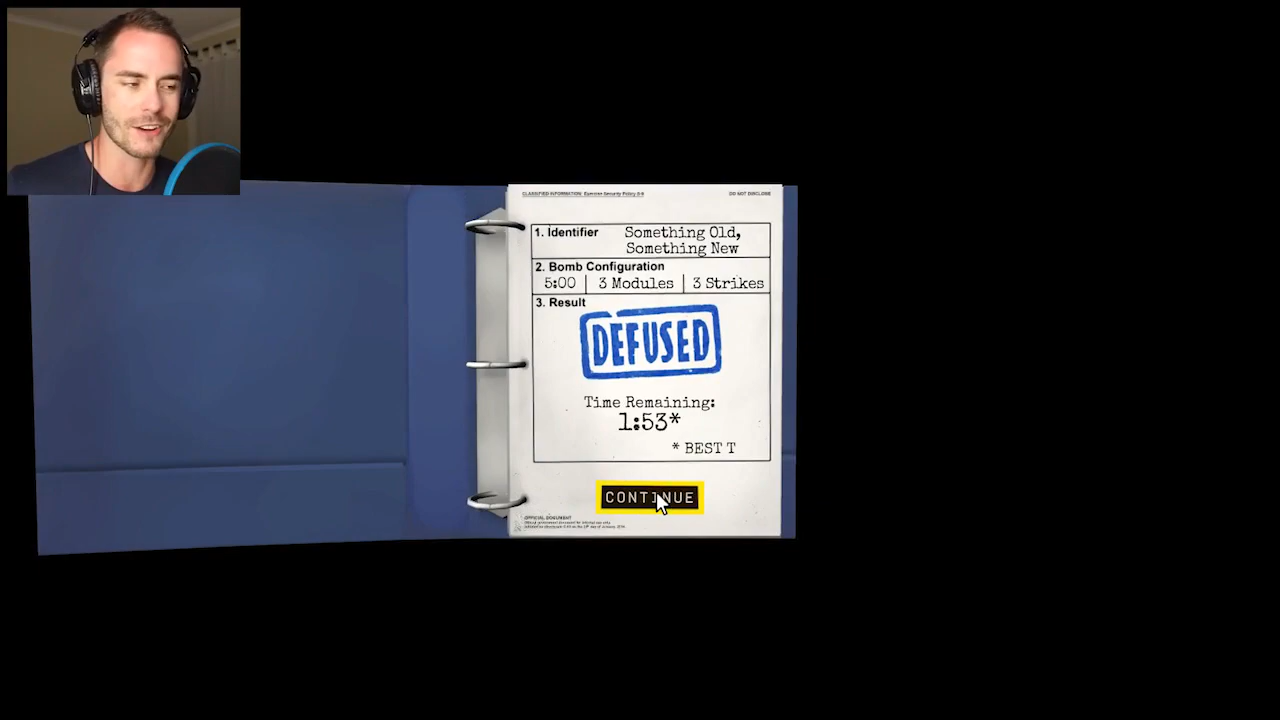 CLASSIFIED INFORMATION: DO NOT DISCLOSE
1. Identifier Something Old,
Something New
2. Bomb Configuration
5:00 3 Modules 3 Strikes
3. Result
DEFUSED
Time Remaining:
1:53*
* BEST T
CONTINUE
OFFICIAL DOCUMENT